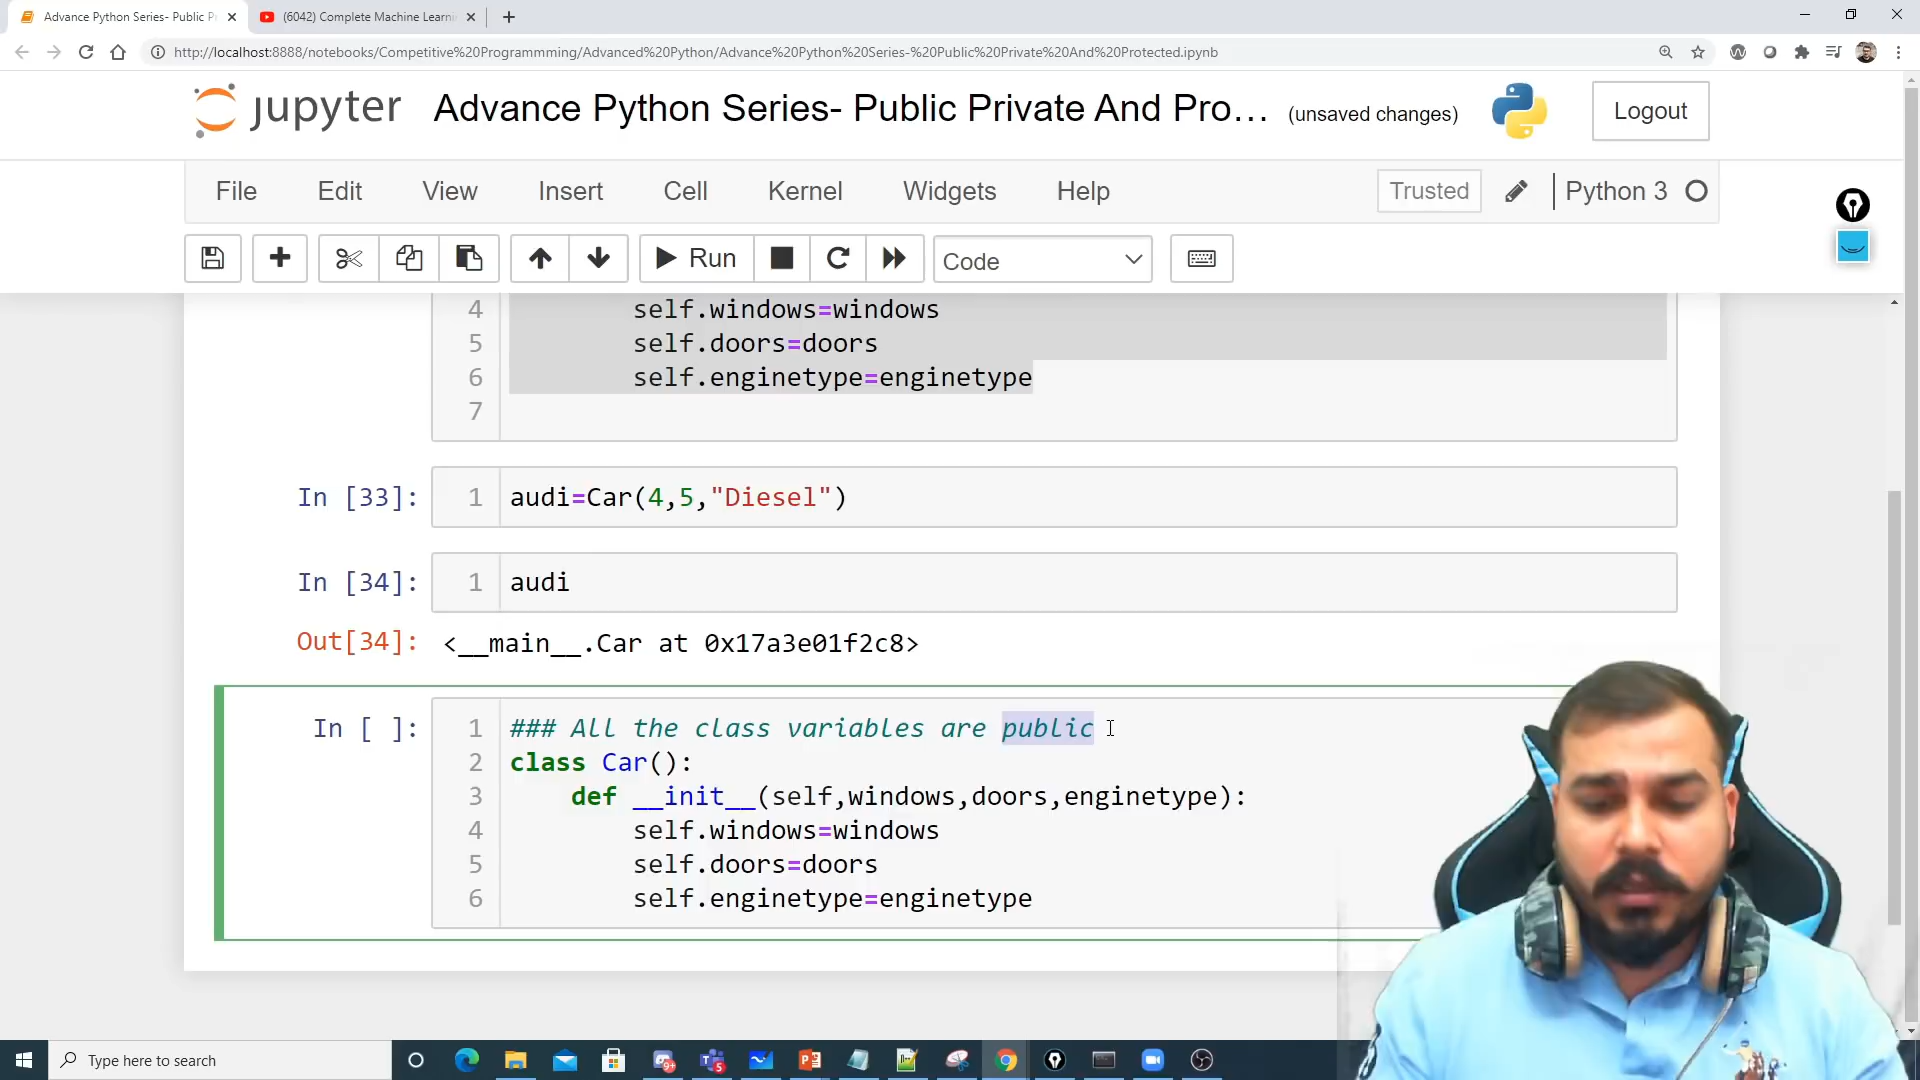 Advance Python Series- Public P
(6042) Complete Machine Learni
http://localhost:8888/notebooks/Competitive%20Programmming/Advanced%20Python/Advance%20Python%20Series-%20Public%20Private%20And%20Protected.ipynb
jupyter Advance Python Series- Public Private And Pro... (unsaved changes) Logout
File Edit View Insert Cell Kernel Widgets Help Trusted Python 3
Run Code
4 self.windows=windows
5 self.doors=doors
6 self.enginetype=enginetype
7
In [33]: 1 audi=Car(4,5,"Diesel")
In [34]: 1 audi
Out[34]: <__main__.Car at 0x17a3e01f2c8>
In [ ]: 1 ### All the class variables are public
2 class Car():
3 def __init__(self,windows,doors,enginetype):
4 self.windows=windows
5 self.doors=doors
6 self.enginetype=enginetype
Type here to search